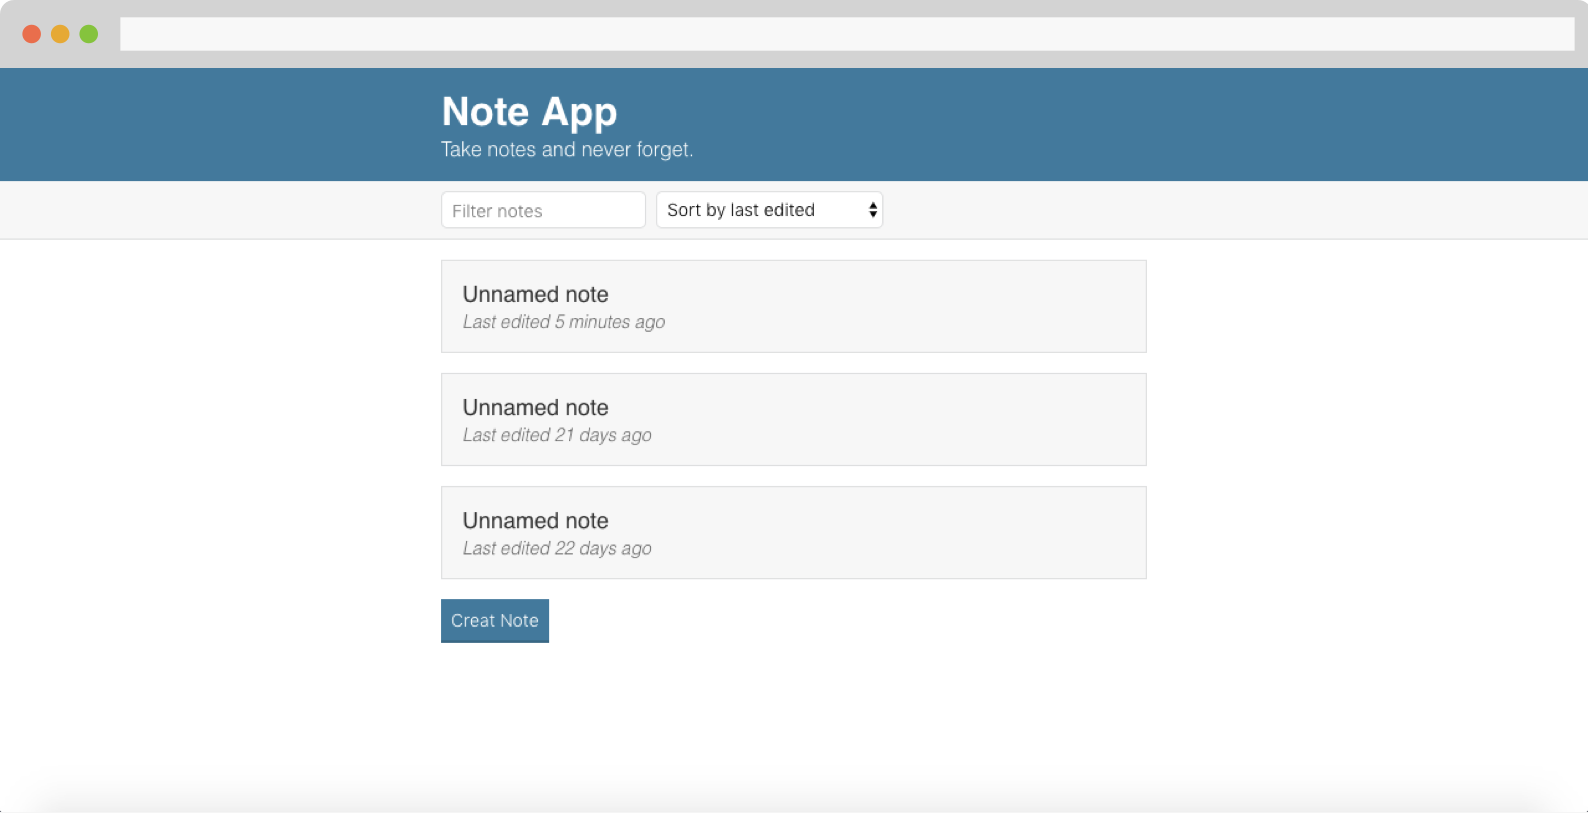 Note App
Take notes and never forget.
Filter notes
Sort by last edited
Unnamed note
Last edited 5 minutes ago
Unnamed note
Last edited 21 days ago
Unnamed note
Last edited 22 days ago
Creat Note